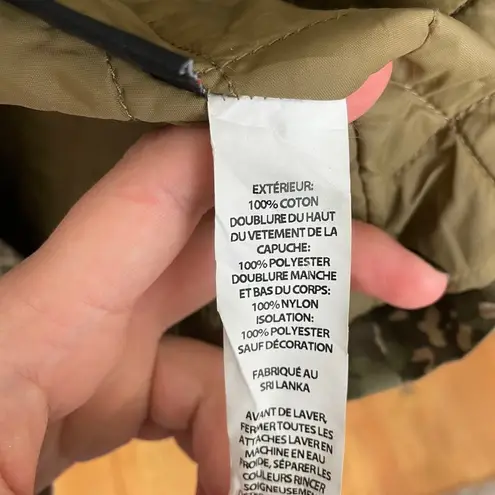 EXTÉRIEUR:
100% COTON
DOUBLURE DU HAUT
DU VETEMENT DE LA
CAPUCHE:
100% POLYESTER
DOUBLURE MANCHE
ET BAS DU CORPS:
100% NYLON
ISOLATION:
100% POLYESTER
SAUF DÉCORATION
FABRIQUÉ AU
SRI LANKA
AVANT DE LAVER,
FERMER TOUTES LES
ATTACHES LAVER EN
MACHINE EN EAU
FROIDE, SÉPARER LES
COULEURS RINCER
SOIGNEUSEMENT